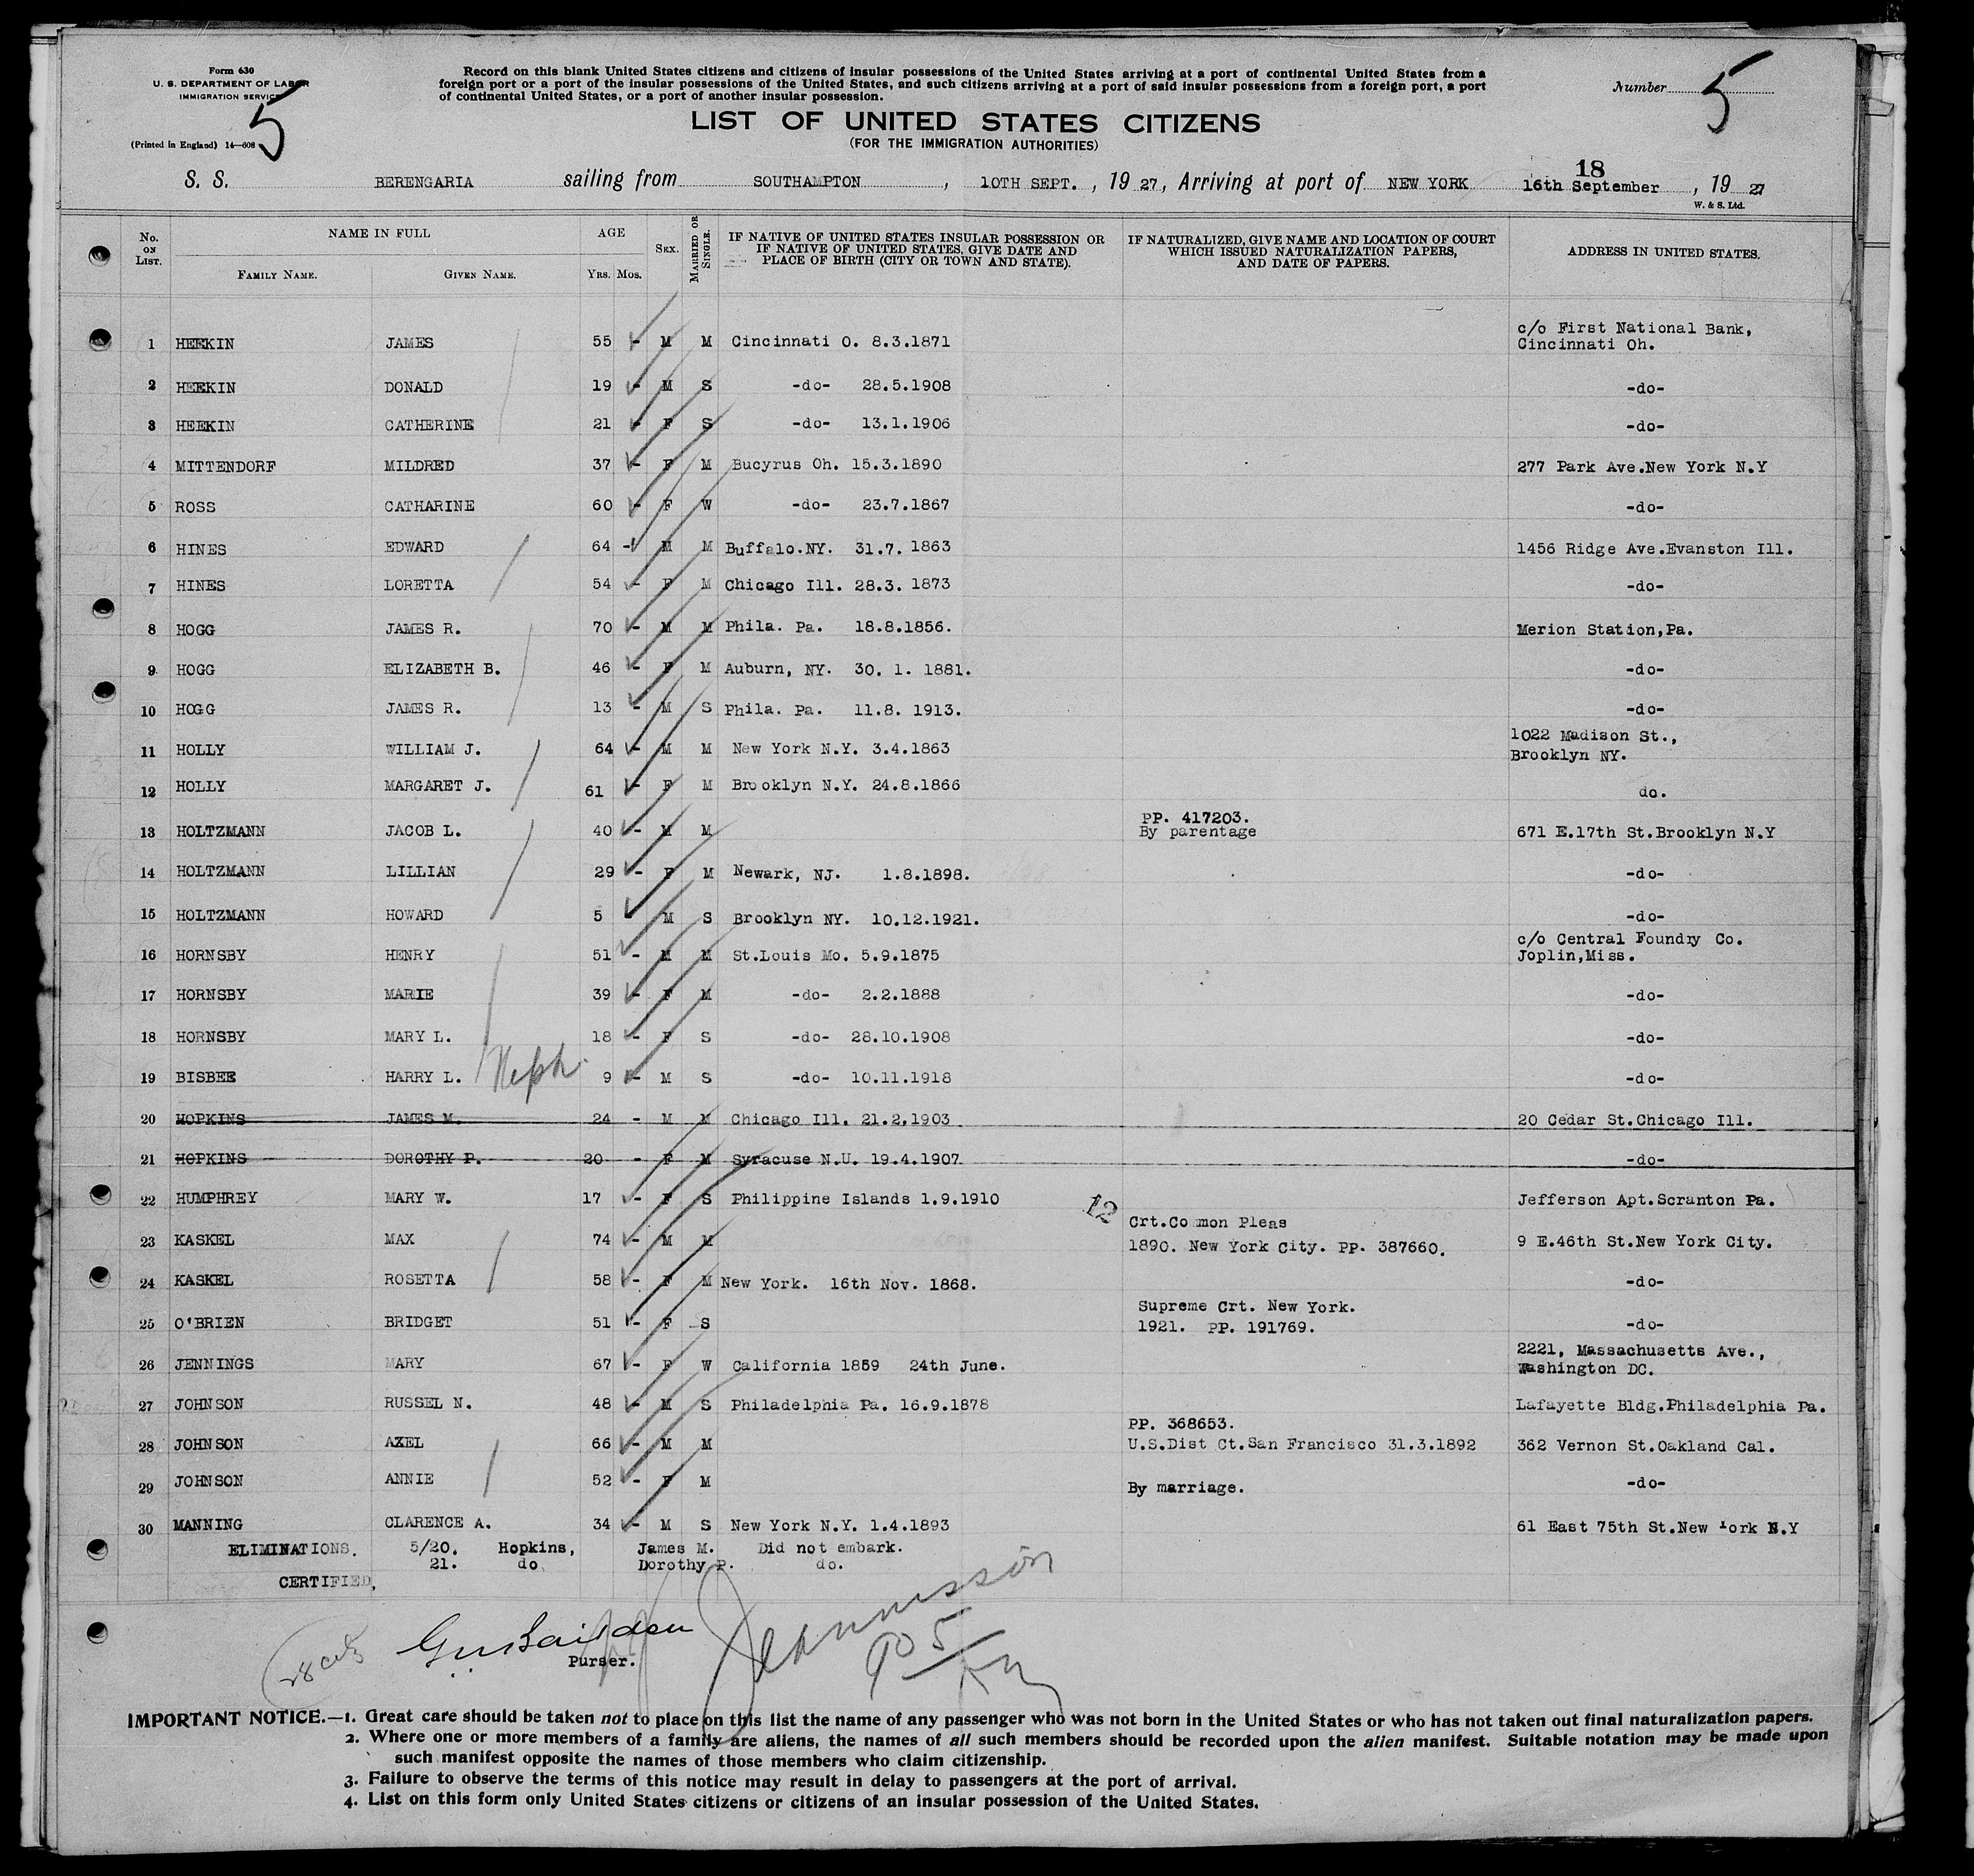 Form 630
U. S. DEPARTMENT OF LABOR
IMMIGRATION SERVICE
5
(Printed in England) 14—608
Record on this blank United States citizens and citizens of insular possessions of the United States arriving at a port of continental United States from a
foreign port or a port of the insular possessions of the United States, and such citizens arriving at a port of said insular possessions from a foreign port, a port
of continental United States, or a port of another insular possession.
Number 5
LIST OF UNITED STATES CITIZENS
(FOR THE IMMIGRATION AUTHORITIES)
18
S. S. BERENGARIA sailing from SOUTHAMPTON, 10TH SEPT., 1927, Arriving at port of NEW YORK 16th September, 1927
W. & S. Ltd.
No. ON LIST. NAME IN FULL FAMILY NAME. GIVEN NAME. AGE YRS. MOS. SEX. MARRIED OR SINGLE. IF NATIVE OF UNITED STATES INSULAR POSSESSION OR IF NATIVE OF UNITED STATES, GIVE DATE AND PLACE OF BIRTH (CITY OR TOWN AND STATE). IF NATURALIZED, GIVE NAME AND LOCATION OF COURT WHICH ISSUED NATURALIZATION PAPERS, AND DATE OF PAPERS. ADDRESS IN UNITED STATES.
c/o First National Bank,
1 HEEKIN JAMES 55 - M M Cincinnati O. 8.3.1871 Cincinnati Oh.
2 HEEKIN DONALD 19 - M S -do- 28.5.1908 -do-
3 HEEKIN CATHERINE 21 - F S -do- 13.1.1906 -do-
4 MITTENDORF MILDRED 37 - F M Bucyrus Oh. 15.3.1890 277 Park Ave.New York N.Y
5 ROSS CATHARINE 60 - F W -do- 23.7.1867 -do-
6 HINES EDWARD 64 - M M Buffalo.NY. 31.7. 1863 1456 Ridge Ave.Evanston Ill.
7 HINES LORETTA 54 - F M Chicago Ill. 28.3. 1873 -do-
8 HOGG JAMES R. 70 - M M Phila. Pa. 18.8.1856. Merion Station,Pa.
9 HOGG ELIZABETH B. 46 - F M Auburn, NY. 30. 1. 1881. -do-
10 HOGG JAMES R. 13 - M S Phila. Pa. 11.8. 1913. -do-
1022 Madison St.,
11 HOLLY WILLIAM J. 64 - M M New York N.Y. 3.4.1863 Brooklyn NY.
12 HOLLY MARGARET J. 61 - F M Brooklyn N.Y. 24.8.1866 do.
PP. 417203.
13 HOLTZMANN JACOB L. 40 - M M By parentage 671 E.17th St.Brooklyn N.Y
14 HOLTZMANN LILLIAN 29 - F M Newark, NJ. 1.8.1898. -do-
15 HOLTZMANN HOWARD 5 - M S Brooklyn NY. 10.12.1921. -do-
c/o Central Foundry Co.
16 HORNSBY HENRY 51 - M M St.Louis Mo. 5.9.1875 Joplin,Miss.
17 HORNSBY MARIE 39 - F M -do- 2.2.1888 -do-
18 HORNSBY MARY L. 18 - F S -do- 28.10.1908 -do-
19 BISBEE HARRY L. Neph. 9 - M S -do- 10.11.1918 -do-
20 HOPKINS JAMES M. 24 - M M Chicago Ill. 21.2.1903 20 Cedar St.Chicago Ill.
21 HOPKINS DOROTHY P. 20 - F M Syracuse N.U. 19.4.1907 -do-
22 HUMPHREY MARY W. 17 - F S Philippine Islands 1.9.1910 12 Jefferson Apt.Scranton Pa.
Crt.Common Pleas
23 KASKEL MAX 74 - M M 1890. New York City. PP. 387660. 9 E.46th St.New York City.
24 KASKEL ROSETTA 58 - F M New York. 16th Nov. 1868. -do-
Supreme Crt. New York.
25 O'BRIEN BRIDGET 51 - F S 1921. PP. 191769. -do-
2221, Massachusetts Ave.,
26 JENNINGS MARY 67 - F W California 1859 24th June. Washington DC.
27 JOHNSON RUSSEL N. 48 - M S Philadelphia Pa. 16.9.1878 Lafayette Bldg.Philadelphia Pa.
PP. 368653.
28 JOHNSON AXEL 66 - M M U.S.Dist Ct.San Francisco 31.3.1892 362 Vernon St.Oakland Cal.
29 JOHNSON ANNIE 52 - F M By marriage. -do-
30 MANNING CLARENCE A. 34 - M S New York N.Y. 1.4.1893 61 East 75th St.New York N.Y
ELIMINATIONS. 5/20. Hopkins, James M. Did not embark.
21. do Dorothy P. do.
CERTIFIED,
Purser.
IMPORTANT NOTICE.—1. Great care should be taken not to place on this list the name of any passenger who was not born in the United States or who has not taken out final naturalization papers.
2. Where one or more members of a family are aliens, the names of all such members should be recorded upon the alien manifest. Suitable notation may be made upon
such manifest opposite the names of those members who claim citizenship.
3. Failure to observe the terms of this notice may result in delay to passengers at the port of arrival.
4. List on this form only United States citizens or citizens of an insular possession of the United States.